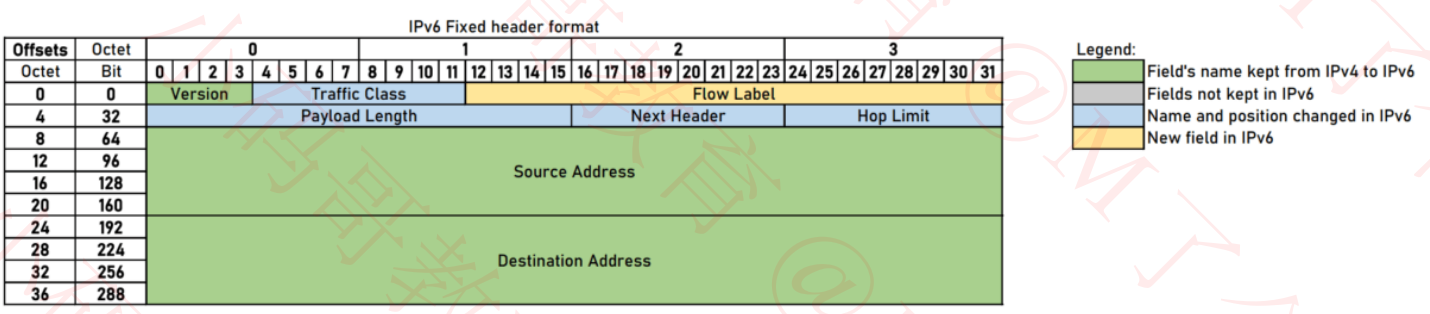 IPv6 Fixed header format
Offsets Octet 0 1 2 3
Octet Bit 0 1 2 3 4 5 6 7 8 9 10 11 12 13 14 15 16 17 18 19 20 21 22 23 24 25 26 27 28 29 30 31
0 0 Version Traffic Class Flow Label
4 32 Payload Length Next Header Hop Limit
8 64
12 96
Source Address
16 128
20 160
24 192
28 224
Destination Address
32 256
36 288
Legend:
Field's name kept from IPv4 to IPv6
Fields not kept in IPv6
Name and position changed in IPv6
New field in IPv6